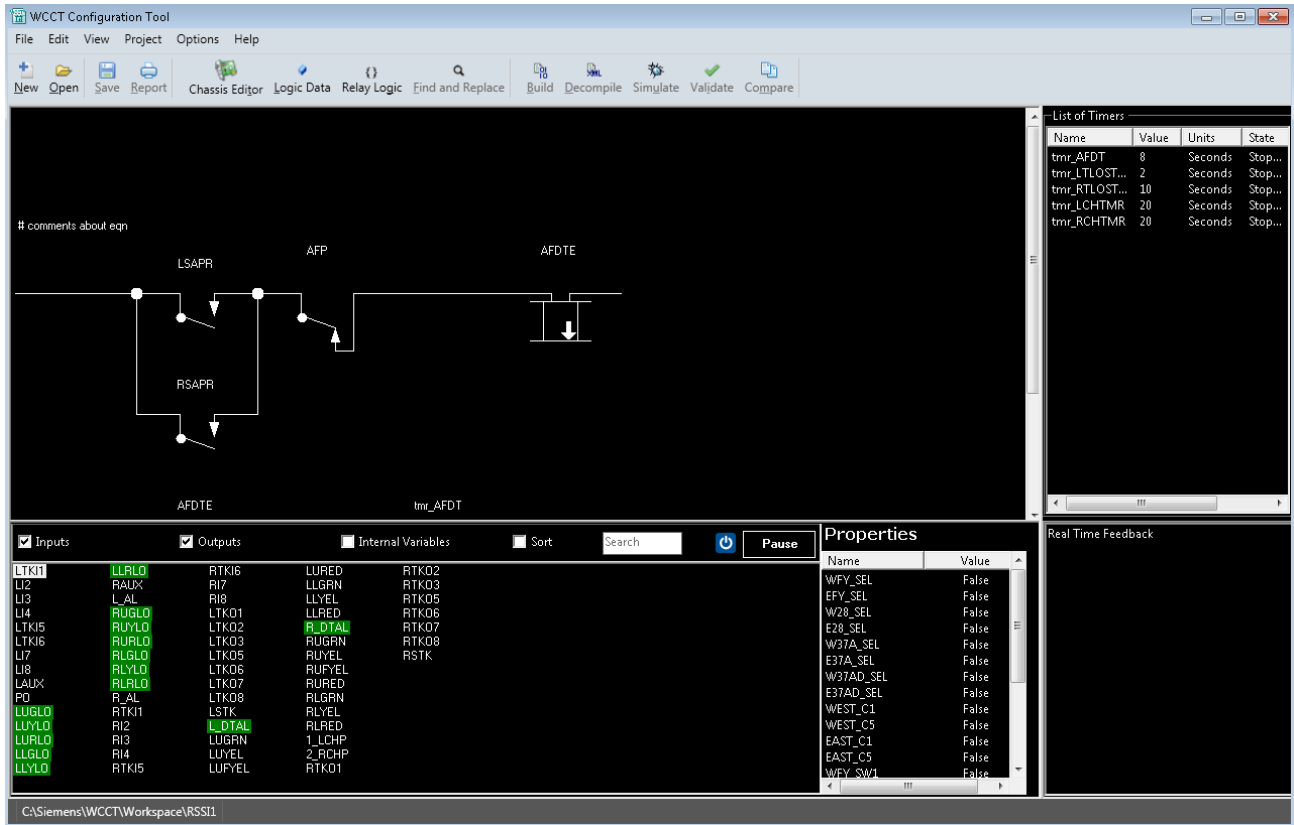 WCCT Configuration Tool
File Edit View Project Options Help
New Open Save Report Chassis Editor Logic Data Relay Logic Find and Replace Build Decompile Simulate Validate Compare
List of Timers
Name Value Units State
tmr_AFDT 8 Seconds Stop...
tmr_LTLOST... 2 Seconds Stop...
tmr_RTLOST... 10 Seconds Stop...
tmr_LCHTMR 20 Seconds Stop...
tmr_RCHTMR 20 Seconds Stop...
# comments about eqn
LSAPR AFP AFDTE
RSAPR
AFDTE tmr_AFDT
Inputs Outputs Internal Variables Sort Search Pause
LTKI1 LLRLO RTKI6 LURED RTKO2
LI2 RAUX RI7 LLGRN RTKO3
LI3 L_AL RI8 LLYEL RTKO5
LI4 RUGLO LTKO1 LLRED RTKO6
LTKI5 RUYLO LTKO2 R_DTAL RTKO7
LTKI6 RURLO LTKO3 RUGRN RTKO8
LI7 RLGLO LTKO5 RUYEL RSTK
LI8 RLYLO LTKO6 RUFYEL
LAUX RLRLO LTKO7 RURED
PO R_AL LTKO8 RLGRN
LUGLO RTKI1 LSTK RLYEL
LUYLO RI2 L_DTAL RLRED
LURLO RI3 LUGRN 1_LCHP
LLGLO RI4 LUYEL 2_RCHP
LLYLO RTKI5 LUFYEL RTKO1
Properties
Name Value
WFY_SEL False
EFY_SEL False
W28_SEL False
E28_SEL False
W37A_SEL False
E37A_SEL False
W37AD_SEL False
E37AD_SEL False
WEST_C1 False
WEST_C5 False
EAST_C1 False
EAST_C5 False
WFY_SW1 False
Real Time Feedback
C:\Siemens\WCCT\Workspace\RSSI1